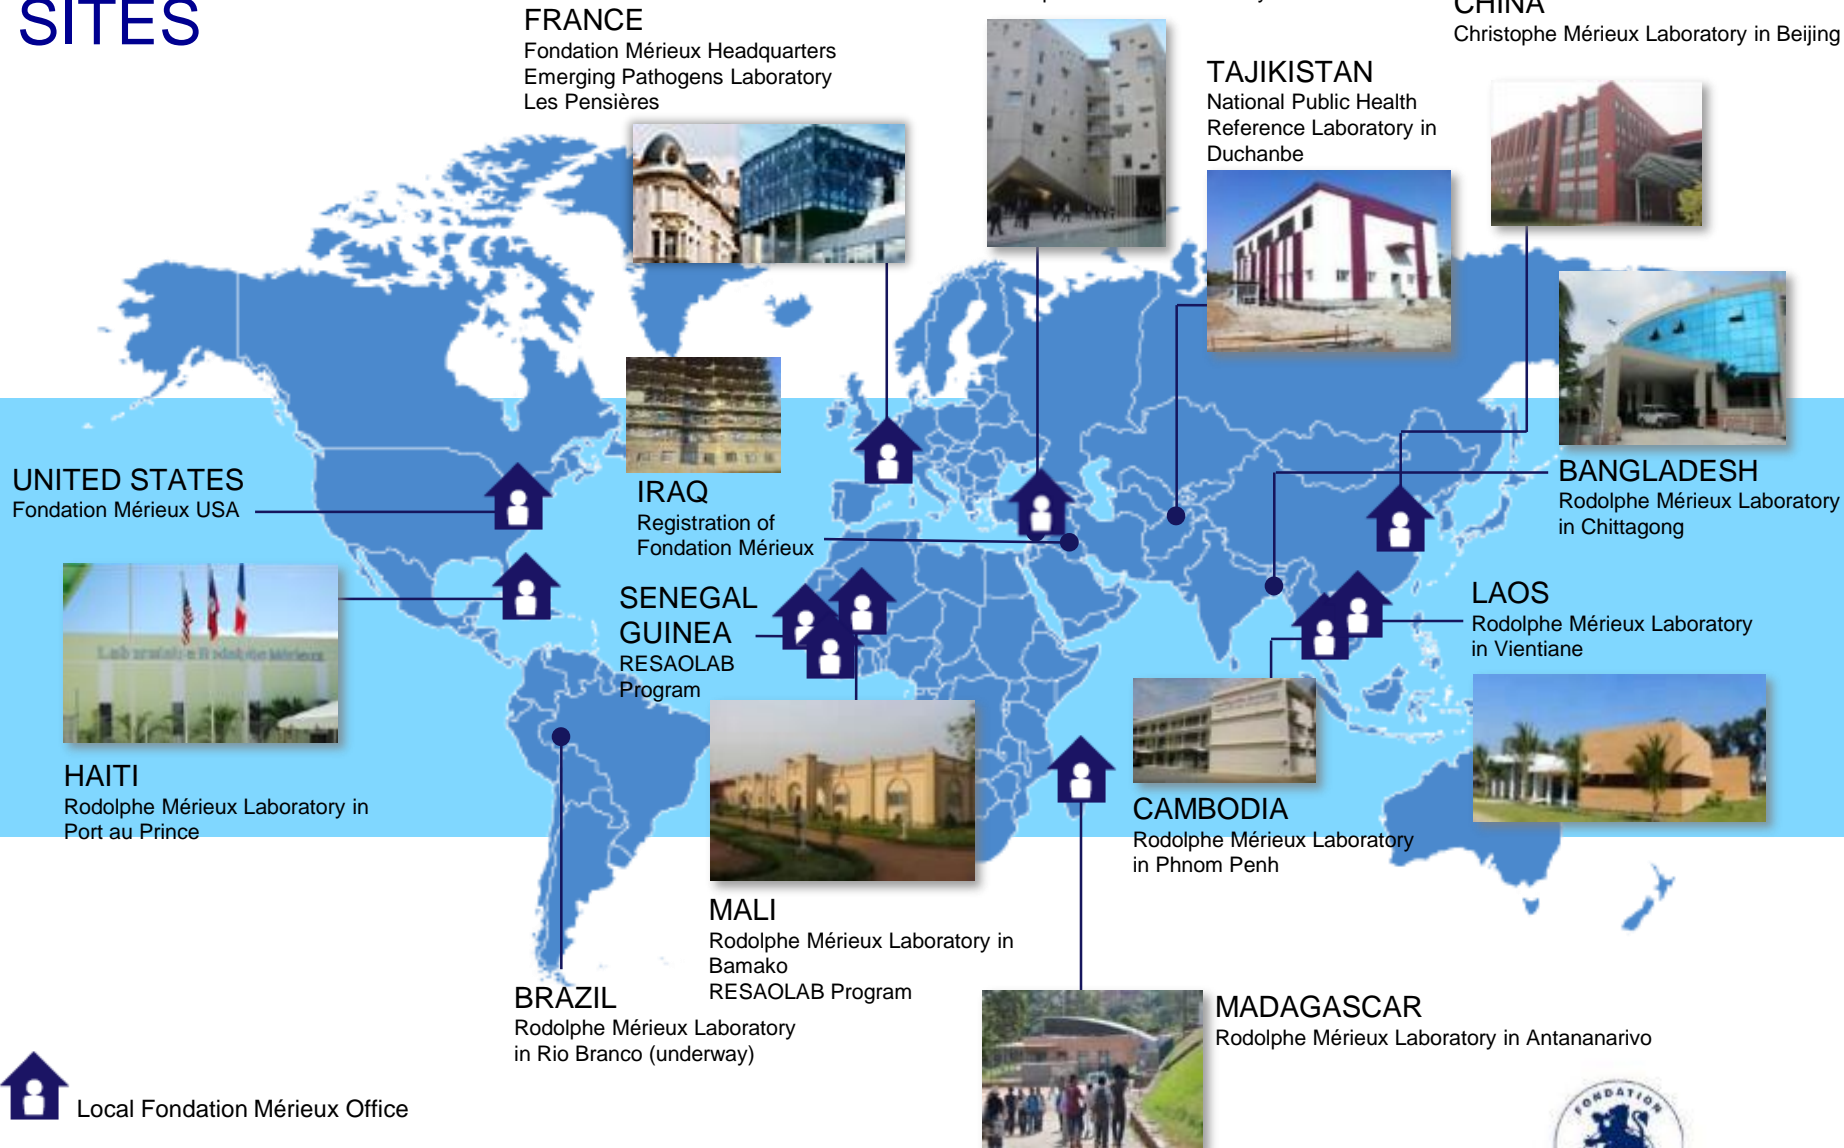 SITES
FRANCE
Fondation Mérieux Headquarters
Emerging Pathogens Laboratory
Les Pensières
TAJIKISTAN
National Public Health
Reference Laboratory in
Duchanbe
CHINA
Christophe Mérieux Laboratory in Beijing
UNITED STATES
Fondation Mérieux USA
IRAQ
Registration of
Fondation Mérieux
BANGLADESH
Rodolphe Mérieux Laboratory
in Chittagong
SENEGAL
GUINEA
RESAOLAB
Program
LAOS
Rodolphe Mérieux Laboratory
in Vientiane
Laboratoire Rodolphe Mérieux
HAITI
Rodolphe Mérieux Laboratory in
Port au Prince
CAMBODIA
Rodolphe Mérieux Laboratory
in Phnom Penh
MALI
Rodolphe Mérieux Laboratory in
Bamako
RESAOLAB Program
BRAZIL
Rodolphe Mérieux Laboratory
in Rio Branco (underway)
MADAGASCAR
Rodolphe Mérieux Laboratory in Antananarivo
Local Fondation Mérieux Office
FONDATION